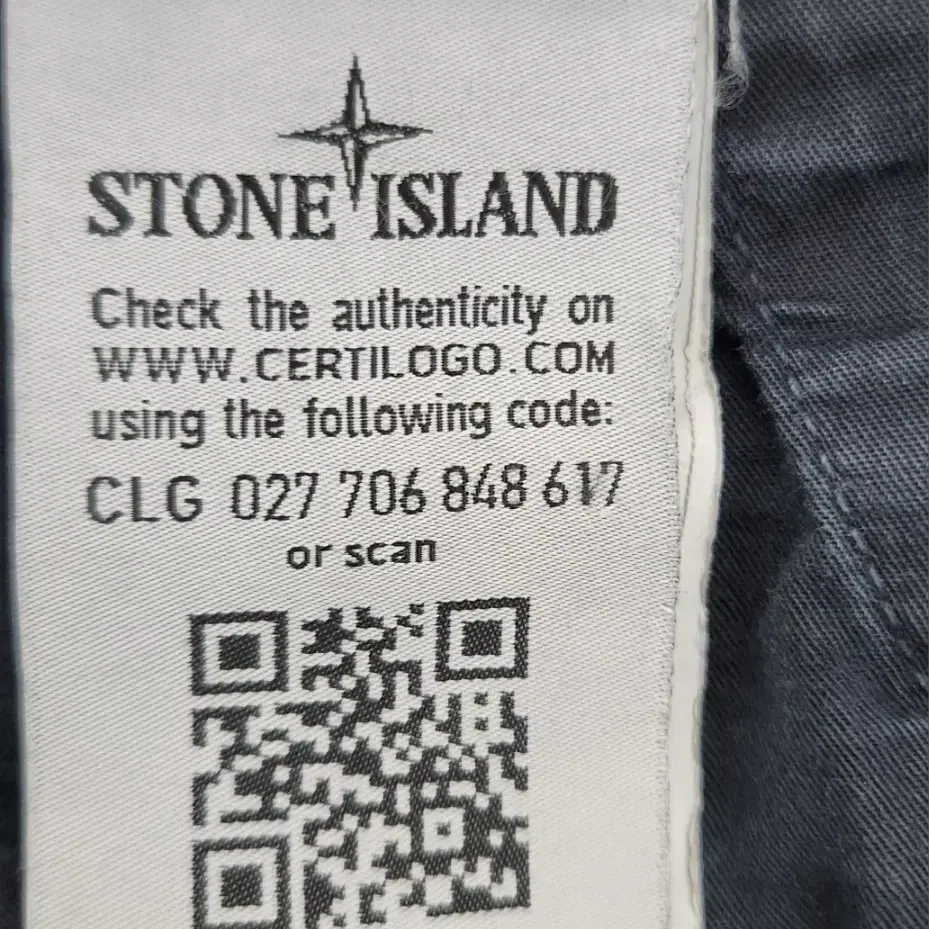 STONE ISLAND
Check the authenticity on
WWW.CERTILOGO.COM
using the following code:
CLG 027 706 848 617
or scan